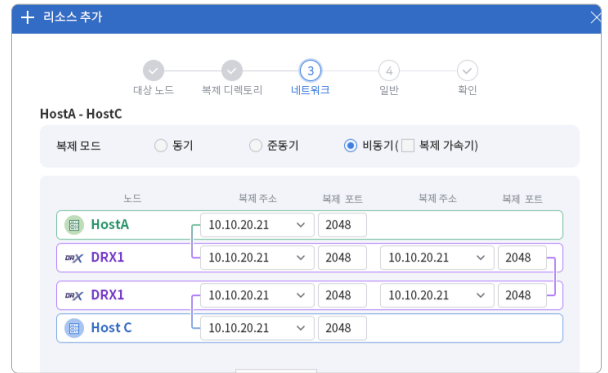 리소스 추가
3 4
대상 노드 복제 디렉토리 네트워크 일반 확인
HostA - HostC
복제 모드 동기 준동기 비동기( 복제 가속기)
노드 복제 주소 복제 포트 복제 주소 복제 포트
HostA 10.10.20.21 2048
DRX DRX1 10.10.20.21 2048 10.10.20.21 2048
DRX DRX1 10.10.20.21 2048 10.10.20.21 2048
Host C 10.10.20.21 2048